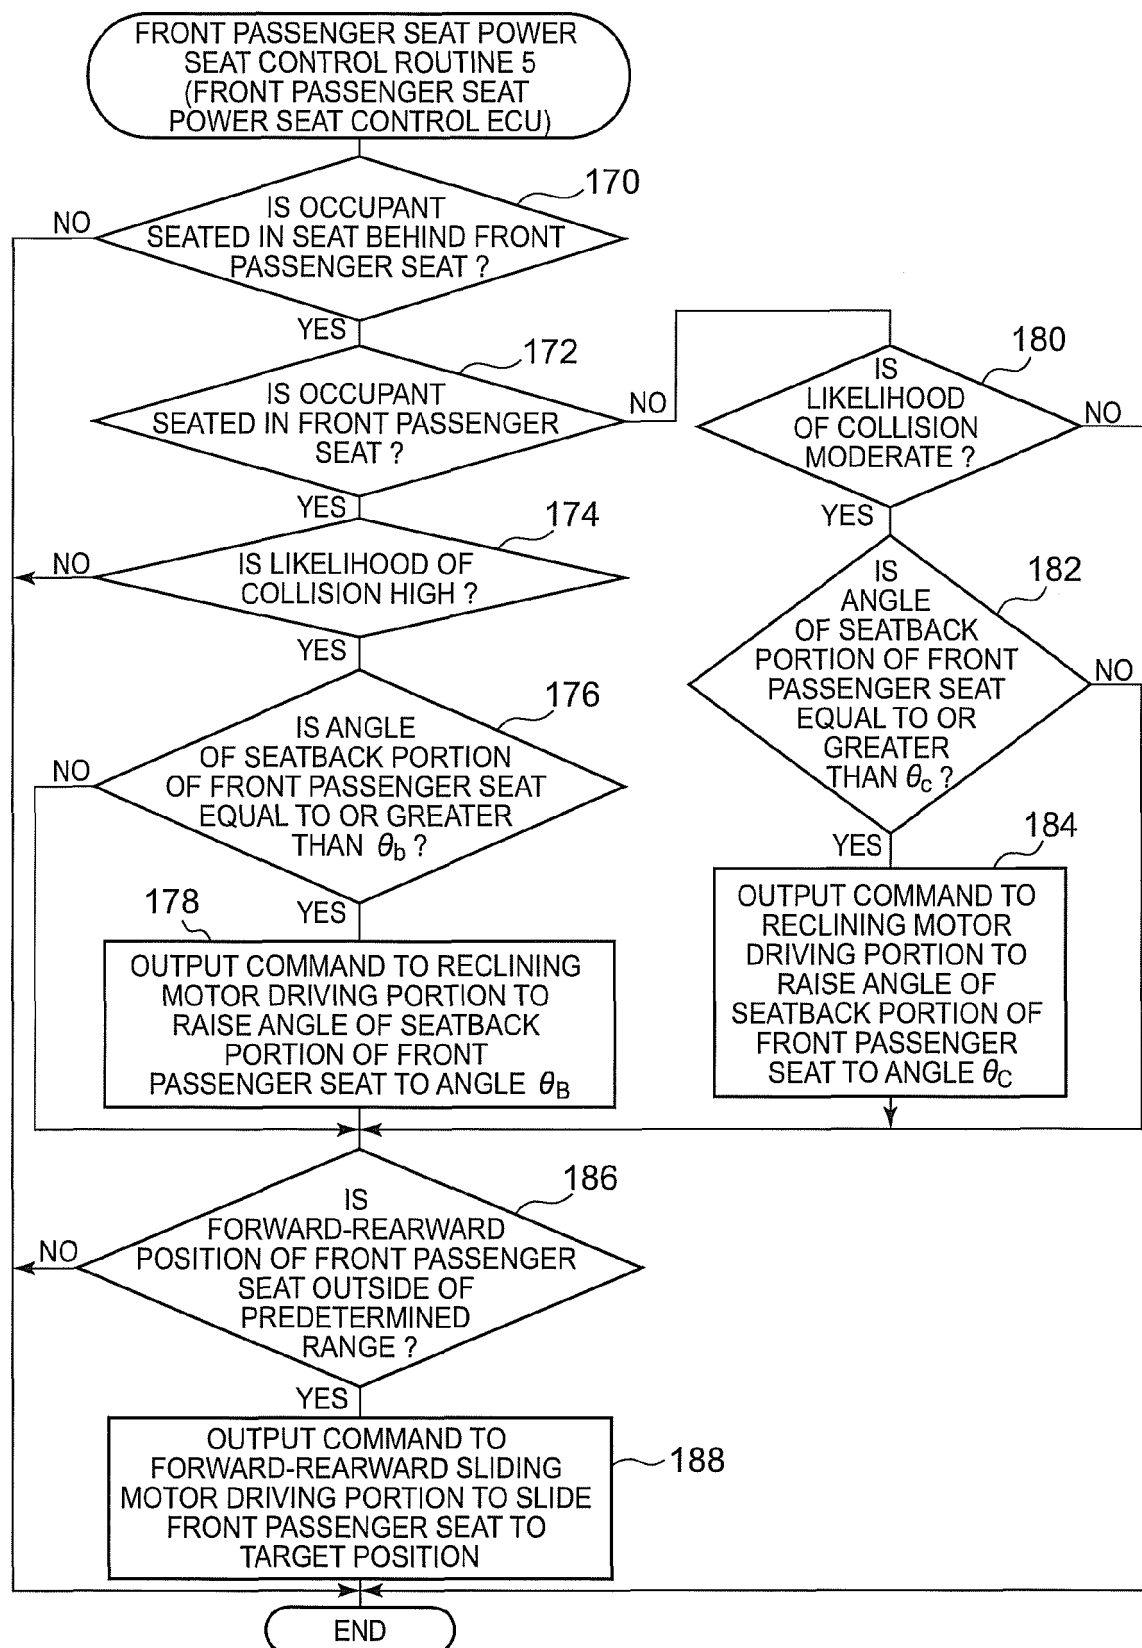 FRONT PASSENGER SEAT POWER
SEAT CONTROL ROUTINE 5
(FRONT PASSENGER SEAT
POWER SEAT CONTROL ECU)
170
NO
IS OCCUPANT
SEATED IN SEAT BEHIND FRONT
PASSENGER SEAT ?
YES
172
IS OCCUPANT
SEATED IN FRONT PASSENGER
SEAT ?
NO
YES
180
IS
LIKELIHOOD
OF COLLISION
MODERATE ?
NO
YES
174
NO
IS LIKELIHOOD OF
COLLISION HIGH ?
YES
182
IS
ANGLE
OF SEATBACK
PORTION OF FRONT
PASSENGER SEAT
EQUAL TO OR
GREATER
THAN θc ?
NO
YES
176
IS ANGLE
OF SEATBACK PORTION
OF FRONT PASSENGER SEAT
EQUAL TO OR GREATER
THAN θb ?
NO
YES
184
OUTPUT COMMAND TO
RECLINING MOTOR
DRIVING PORTION TO
RAISE ANGLE OF
SEATBACK PORTION OF
FRONT PASSENGER
SEAT TO ANGLE θC
178
OUTPUT COMMAND TO RECLINING
MOTOR DRIVING PORTION TO
RAISE ANGLE OF SEATBACK
PORTION OF FRONT
PASSENGER SEAT TO ANGLE θB
186
IS
FORWARD-REARWARD
POSITION OF FRONT PASSENGER
SEAT OUTSIDE OF
PREDETERMINED
RANGE ?
NO
YES
OUTPUT COMMAND TO
FORWARD-REARWARD SLIDING
MOTOR DRIVING PORTION TO SLIDE
FRONT PASSENGER SEAT TO
TARGET POSITION
188
END